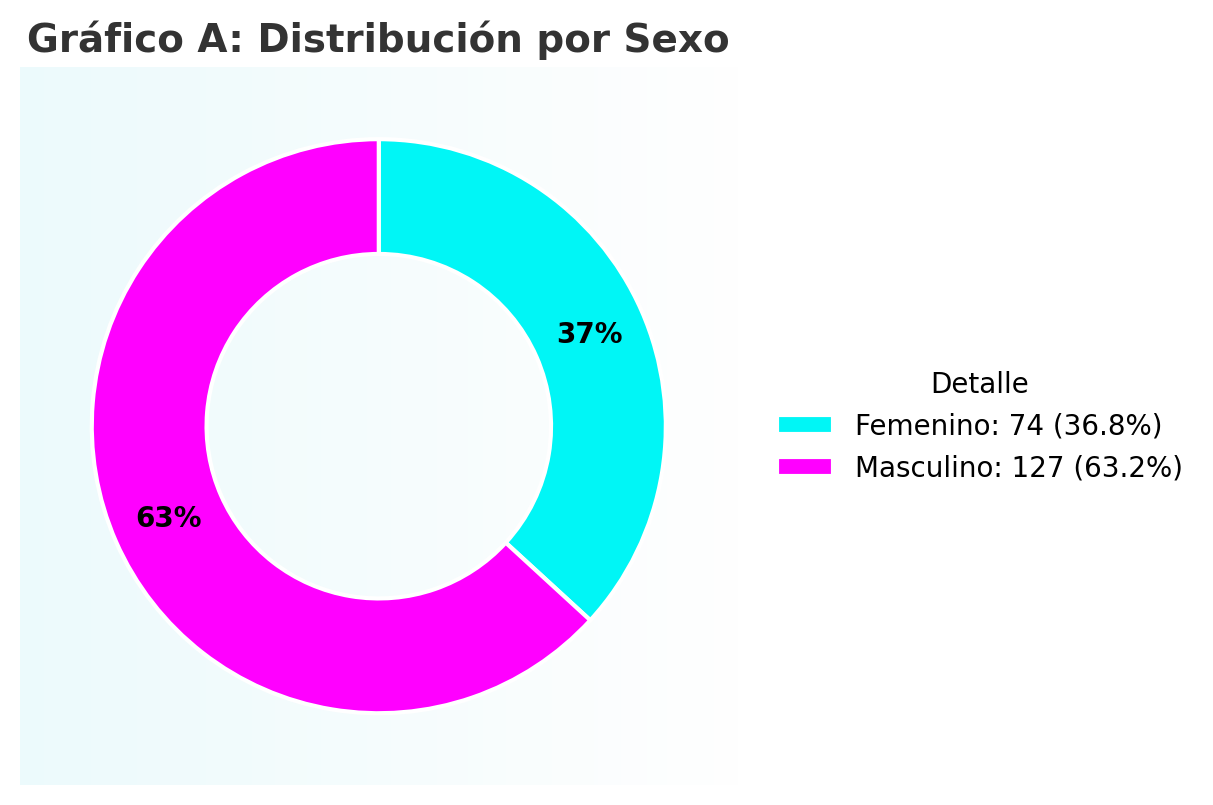 Gráfico A: Distribución por Sexo
37%
63%
Detalle
Femenino: 74 (36.8%)
Masculino: 127 (63.2%)